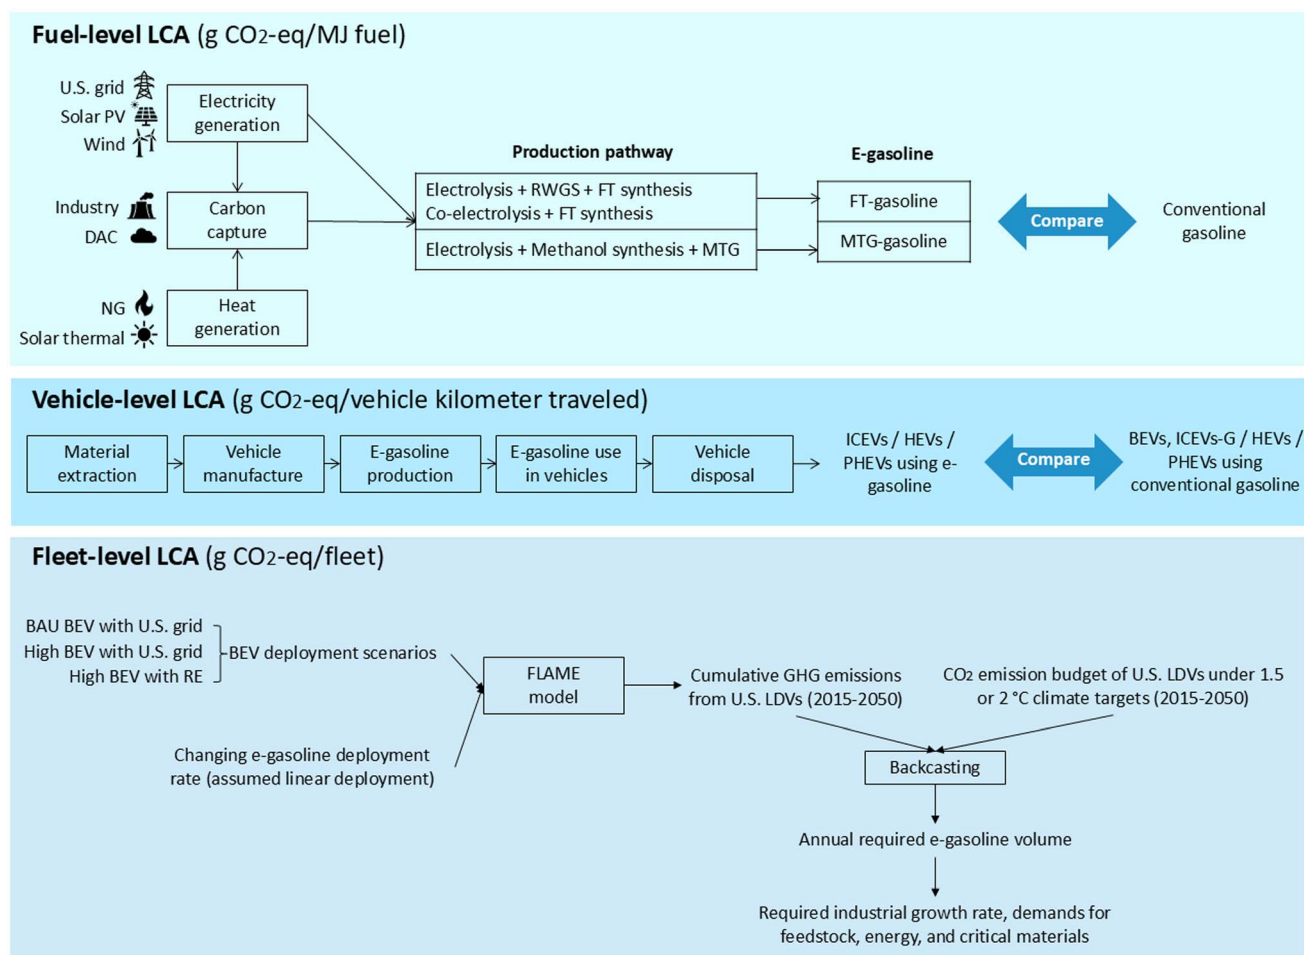 Fuel-level LCA (g CO2-eq/MJ fuel)
U.S. grid
Solar PV
Wind
Electricity
generation
Industry
DAC
Carbon
capture
NG
Solar thermal
Heat
generation
Production pathway
Electrolysis + RWGS + FT synthesis
Co-electrolysis + FT synthesis
Electrolysis + Methanol synthesis + MTG
E-gasoline
FT-gasoline
MTG-gasoline
Compare
Conventional
gasoline
Vehicle-level LCA (g CO2-eq/vehicle kilometer traveled)
Material
extraction
Vehicle
manufacture
E-gasoline
production
E-gasoline use
in vehicles
Vehicle
disposal
ICEVs / HEVs /
PHEVs using e-
gasoline
Compare
BEVs, ICEVs-G / HEVs /
PHEVs using
conventional gasoline
Fleet-level LCA (g CO2-eq/fleet)
BAU BEV with U.S. grid
High BEV with U.S. grid
High BEV with RE
BEV deployment scenarios
Changing e-gasoline deployment
rate (assumed linear deployment)
FLAME
model
Cumulative GHG emissions
from U.S. LDVs (2015-2050)
CO2 emission budget of U.S. LDVs under 1.5
or 2 °C climate targets (2015-2050)
Backcasting
Annual required e-gasoline volume
Required industrial growth rate, demands for
feedstock, energy, and critical materials